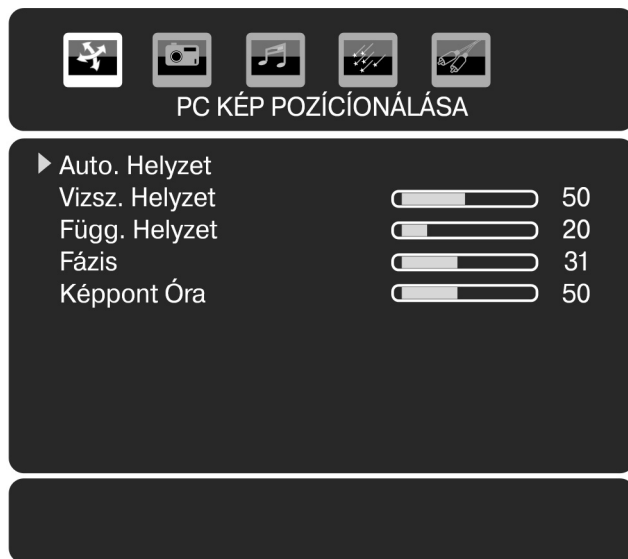 PC KÉP POZÍCÍONÁLÁSA
Auto. Helyzet
Vizsz. Helyzet 50
Függ. Helyzet 20
Fázis 31
Képpont Óra 50